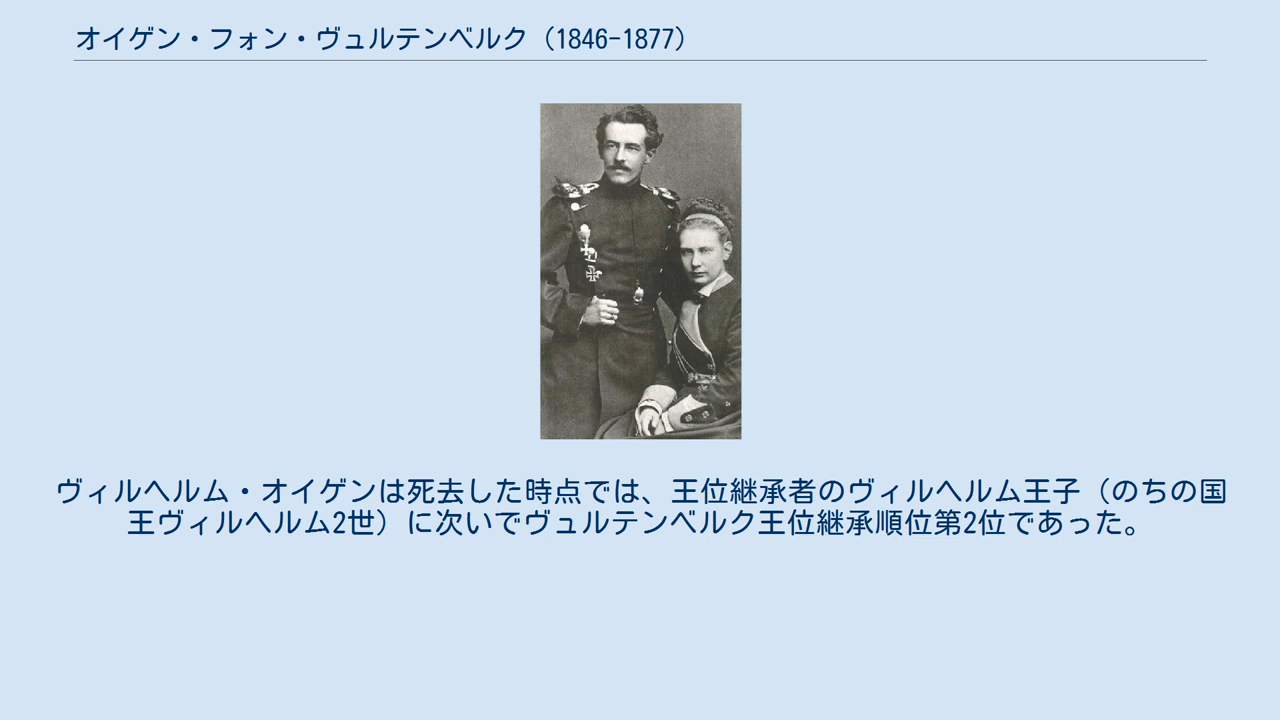 オイゲン・フォン・ヴュルテンベルク（1846-1877）
ヴィルヘルム・オイゲンは死去した時点では、王位継承者のヴィルヘルム王子（のちの国
王ヴィルヘルム2世）に次いでヴュルテンベルク王位継承順位第2位であった。